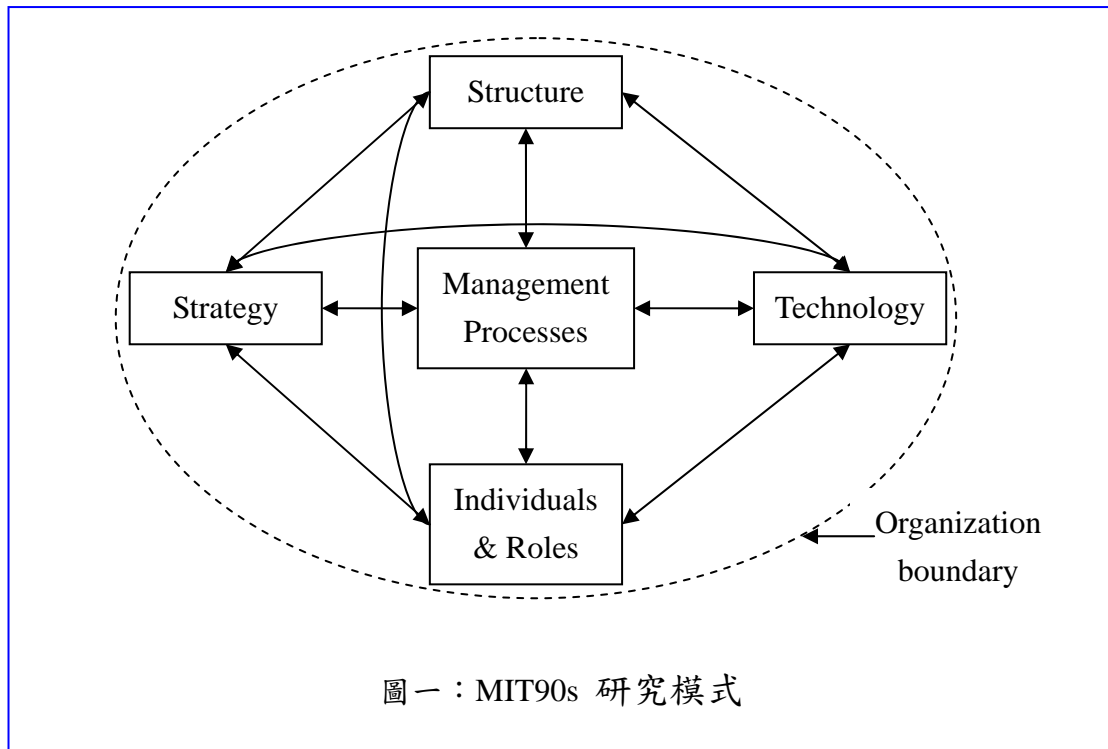 Structure
Strategy
Management
Processes
Technology
Individuals
& Roles
Organization
boundary
圖一：MIT90s 研究模式